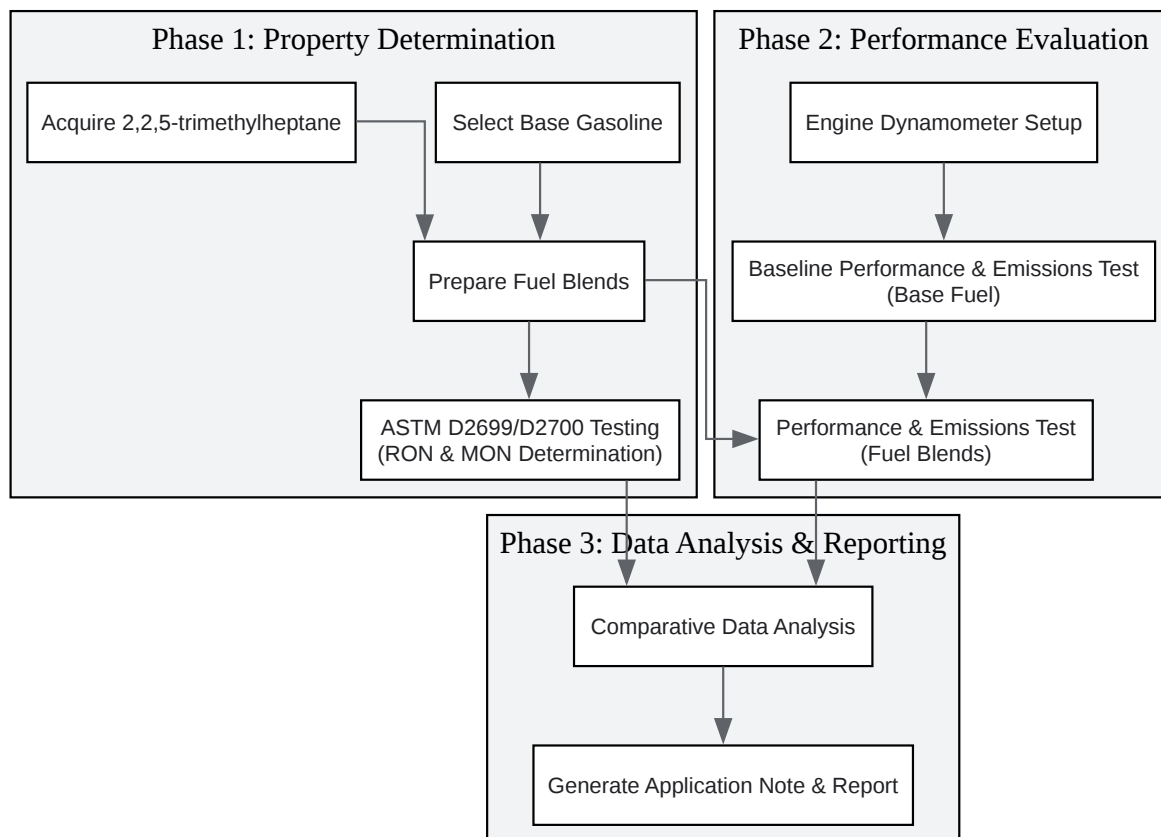 Phase 1: Property Determination
Acquire 2,2,5-trimethylheptane
Select Base Gasoline
Prepare Fuel Blends
ASTM D2699/D2700 Testing
(RON & MON Determination)
Phase 2: Performance Evaluation
Engine Dynamometer Setup
Baseline Performance & Emissions Test
(Base Fuel)
Performance & Emissions Test
(Fuel Blends)
Phase 3: Data Analysis & Reporting
Comparative Data Analysis
Generate Application Note & Report